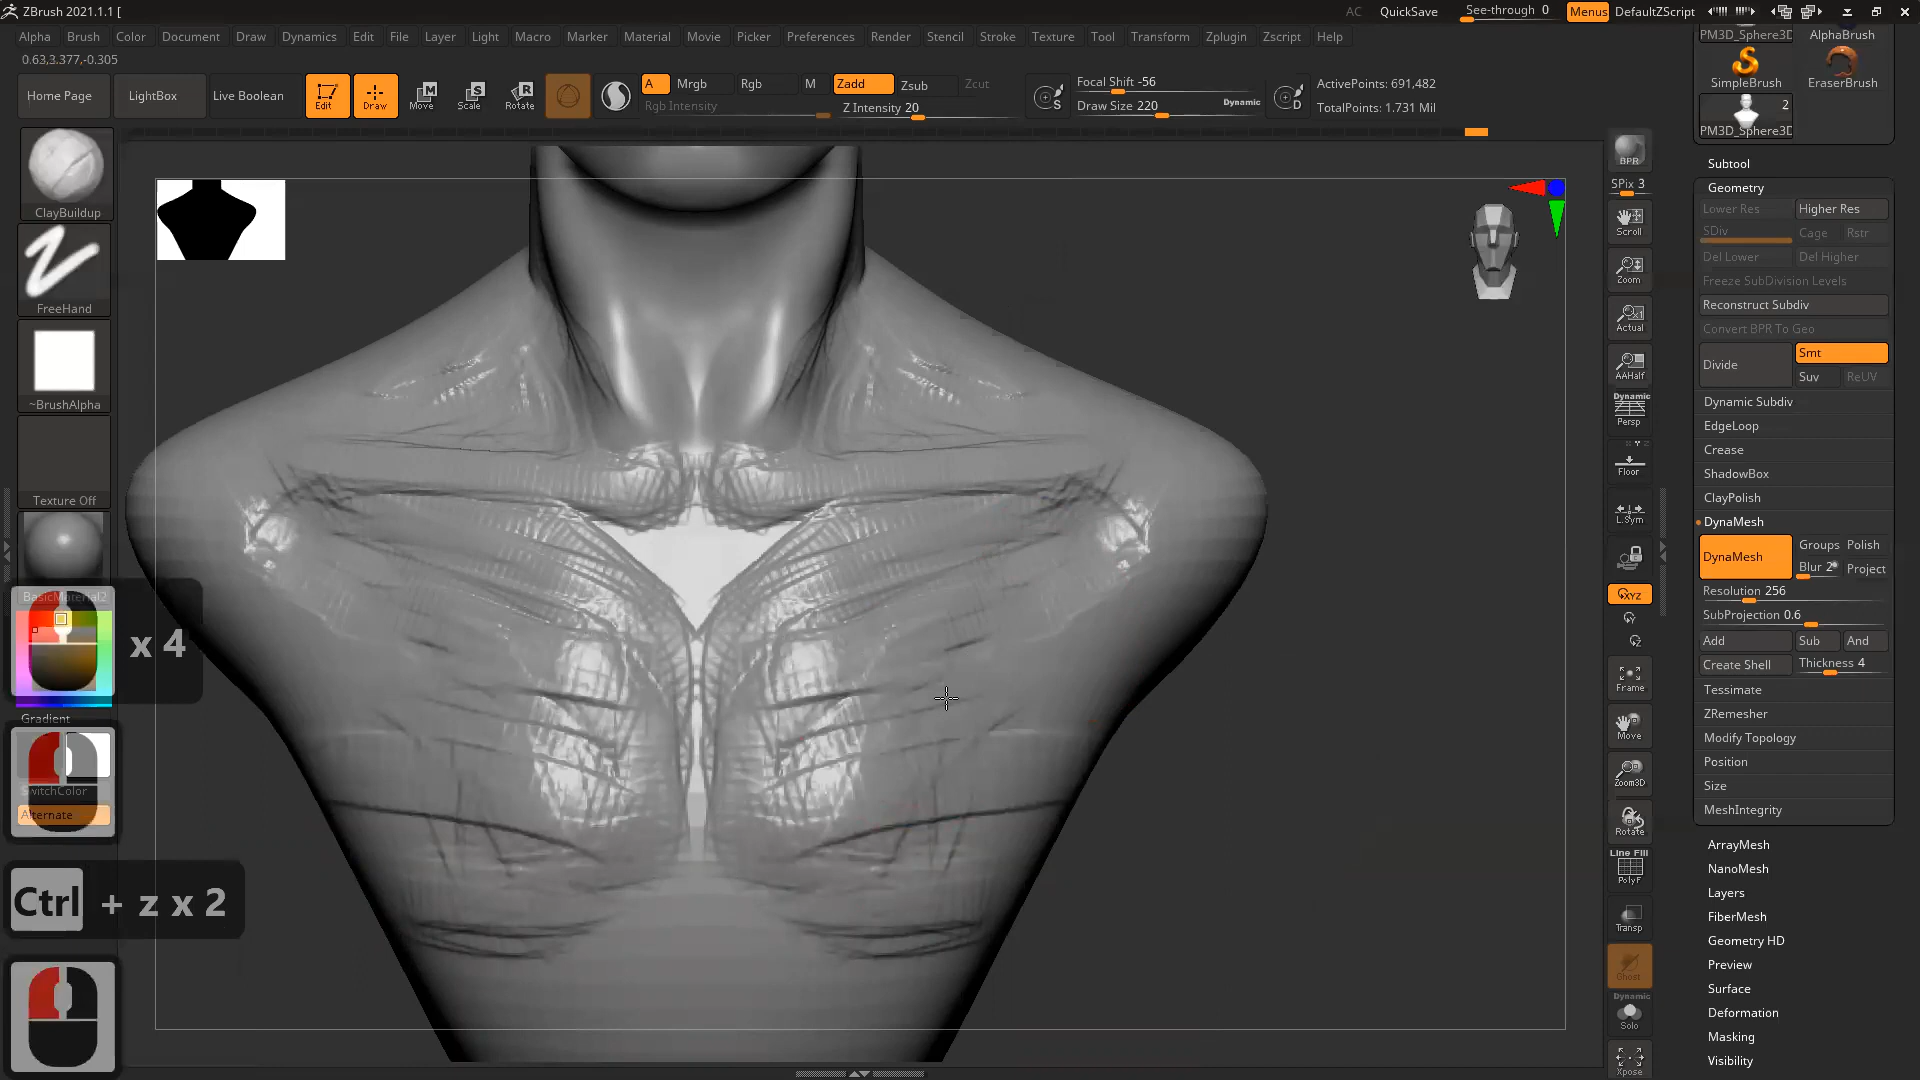 ZBrush 2021.1.1 [
AC QuickSave See-through 0 Menus DefaultZScript
Alpha Brush Color Document Draw Dynamics Edit File Layer Light Macro Marker Material Movie Picker Preferences Render Stencil Stroke Texture Tool Transform Zplugin Zscript Help
0.63,3.377,-0.305
Home Page LightBox Live Boolean Edit Draw Move Scale Rotate
A Mrgb Rgb M Zadd Zsub Zcut
Rgb Intensity Z Intensity 20
Focal Shift -56
Draw Size 220 Dynamic
ActivePoints: 691,482
TotalPoints: 1.731 Mil
ClayBuildup
FreeHand
~BrushAlpha
Texture Off
BasicMaterial2
x 4
Gradient
SwitchColor
Alternate
Ctrl + z x 2
BPR
SPix 3
Scroll
Zoom
Actual
AAHalf
Dynamic
Persp
Floor
L.Sym
XYZ
Frame
Move
Zoom3D
Rotate
Line Fill
PolyF
Transp
Ghost
Dynamic
Solo
Xpose
PM3D_Sphere3D AlphaBrush
SimpleBrush EraserBrush
2
PM3D_Sphere3D
Subtool
Geometry
Lower Res Higher Res
SDiv Cage Rstr
Del Lower Del Higher
Freeze SubDivision Levels
Reconstruct Subdiv
Convert BPR To Geo
Divide Smt
Suv ReUV
Dynamic Subdiv
EdgeLoop
Crease
ShadowBox
ClayPolish
DynaMesh
DynaMesh Groups Polish
Blur 2 Project
Resolution 256
SubProjection 0.6
Add Sub And
Create Shell Thickness 4
Tessimate
ZRemesher
Modify Topology
Position
Size
MeshIntegrity
ArrayMesh
NanoMesh
Layers
FiberMesh
Geometry HD
Preview
Surface
Deformation
Masking
Visibility